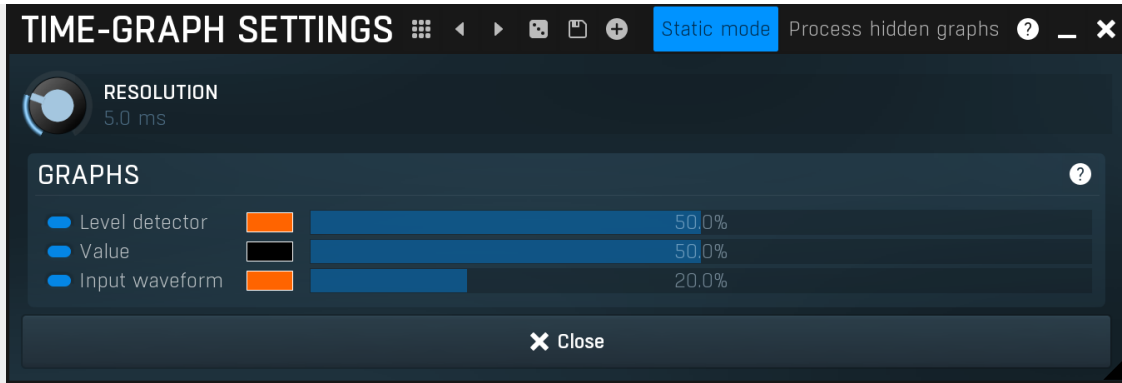 TIME-GRAPH SETTINGS Static mode Process hidden graphs ?
RESOLUTION
5.0 ms
GRAPHS ?
Level detector 50.0%
Value 50.0%
Input waveform 20.0%
Close